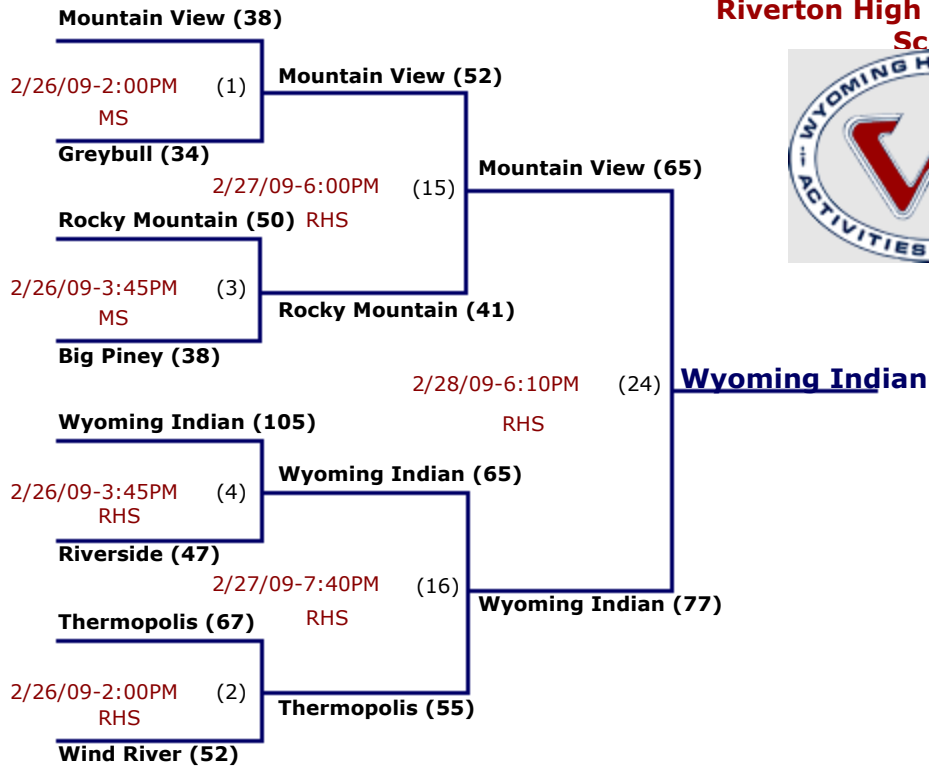 Mountain View (38)
Riverton High
Sc
2/26/09-2:00PM (1)
MS
Mountain View (52)
Greybull (34)
2/27/09-6:00PM (15)
Mountain View (65)
Rocky Mountain (50) RHS
2/26/09-3:45PM (3)
MS
Rocky Mountain (41)
Big Piney (38)
2/28/09-6:10PM (24)
RHS
Wyoming Indian
Wyoming Indian (105)
Wyoming Indian (65)
2/26/09-3:45PM (4)
RHS
Riverside (47)
2/27/09-7:40PM (16)
RHS
Wyoming Indian (77)
Thermopolis (67)
2/26/09-2:00PM (2)
RHS
Thermopolis (55)
Wind River (52)
WYOMING H
ACTIVITIES